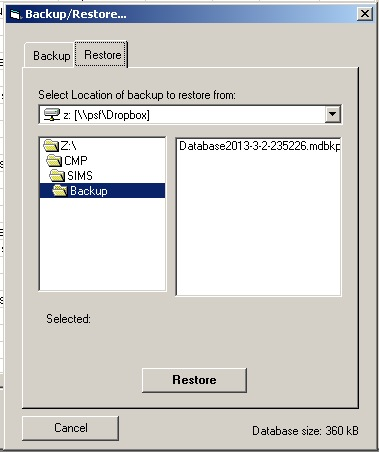 Backup/Restore...
Backup Restore
Select Location of backup to restore from:
z: [\\psf\Dropbox]
Z:\
CMP
SIMS
Backup
Database2013-3-2-235226.mdbkp
Selected:
Restore
Cancel
Database size: 360 kB